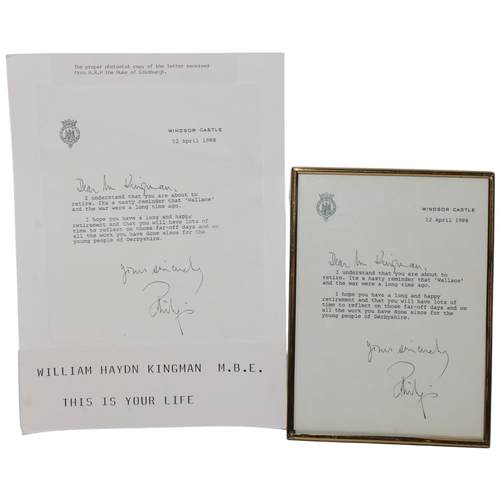 The proper photostat copy of the letter received
from H.R.H the Duke of Edinburgh.
WINDSOR CASTLE
12 April 1988
Dear Mr Kingman,
I understand that you are about to
retire. Its a nasty reminder that 'Wallace'
and the war were a long time ago.
I hope you have a long and happy
retirement and that you will have lots of
time to reflect on those far-off days and on
all the work you have done since for the
young people of Derbyshire.
Yours sincerely
Philip
WILLIAM HAYDN KINGMAN M.B.E.
THIS IS YOUR LIFE
WINDSOR CASTLE
12 April 1988
Dear Mr Kingman,
I understand that you are about to
retire. Its a nasty reminder that 'Wallace'
and the war were a long time ago.
I hope you have a long and happy
retirement and that you will have lots of
time to reflect on those far-off days and on
all the work you have done since for the
young people of Derbyshire.
Yours sincerely
Philip